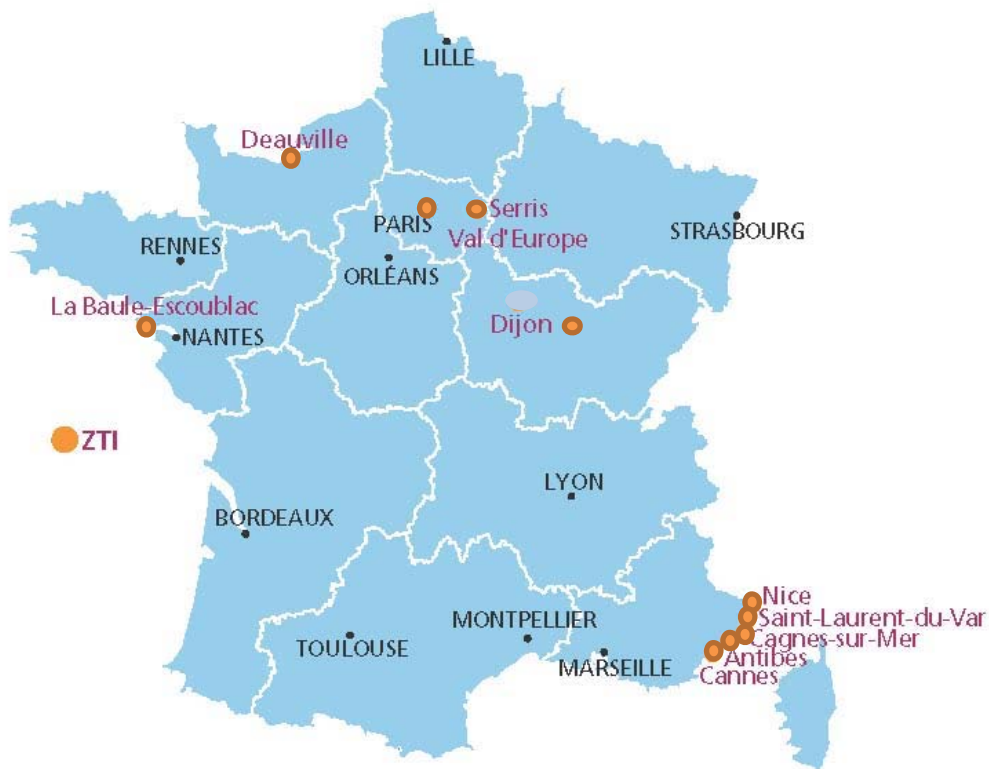 LILLE
Deauville
PARIS
Serris
Val d'Europe
STRASBOURG
RENNES
ORLÉANS
La Baule-Escoublac
NANTES
Dijon
ZTI
LYON
BORDEAUX
Nice
Saint-Laurent-du-Var
Cagnes-sur-Mer
Antibes
Cannes
MONTPELLIER
TOULOUSE
MARSEILLE